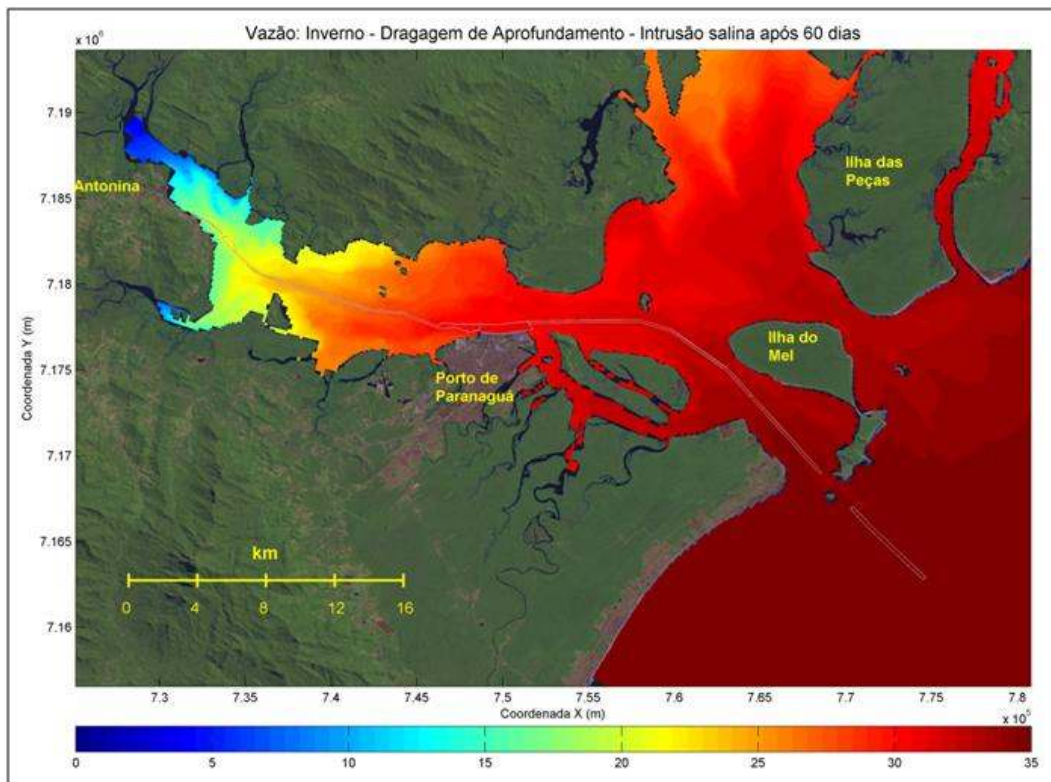 Vazão: Inverno - Dragagem de Aprofundamento - Intrusão salina após 60 dias
x 10⁶
7.19
7.185
7.18
7.175
7.17
7.165
7.16
Coordenada Y (m)
Antonina
Ilha das
Peças
Ilha do
Mel
Porto de
Paranaguá
km
0 4 8 12 16
7.3 7.35 7.4 7.45 7.5 7.55 7.6 7.65 7.7 7.75 7.8
Coordenada X (m)
x 10⁵
0 5 10 15 20 25 30 35